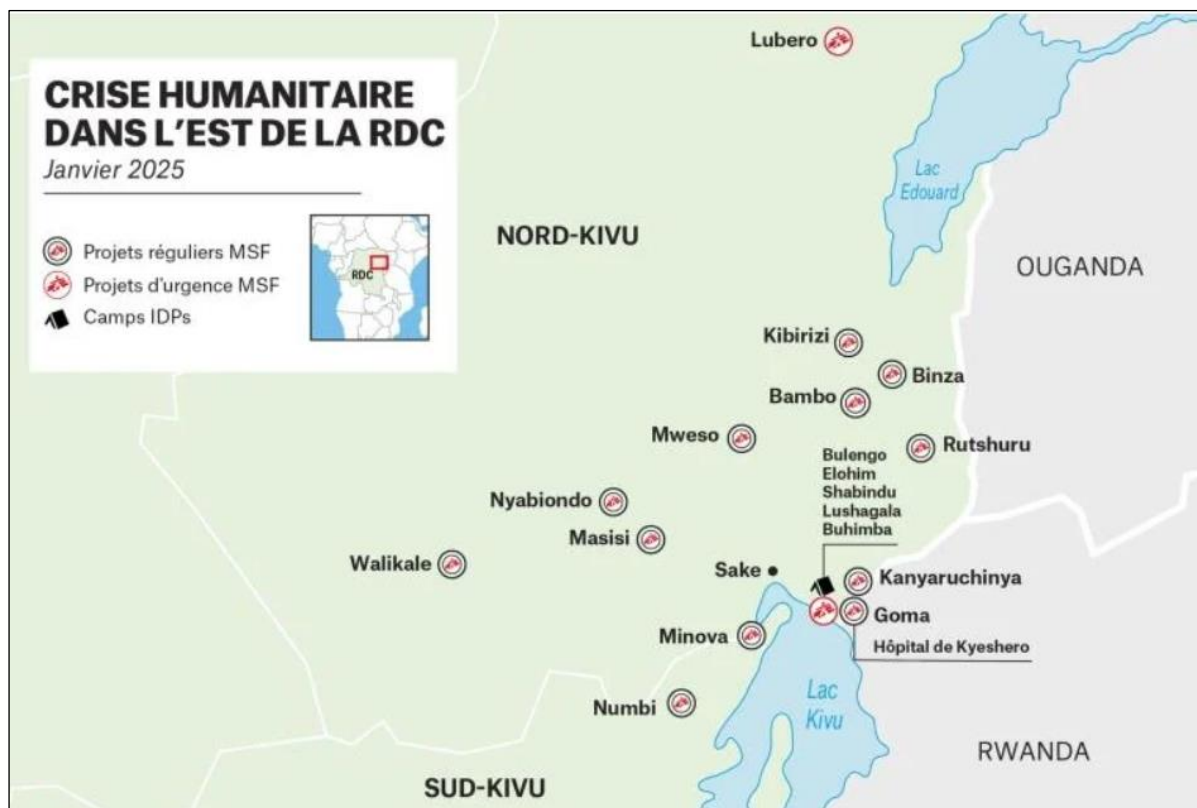 CRISE HUMANITAIRE
DANS L'EST DE LA RDC
Janvier 2025
Projets réguliers MSF
Projets d'urgence MSF
Camps IDPs
RDC
Lubero
Lac
Edouard
NORD-KIVU
OUGANDA
Kibirizi
Binza
Bambo
Mweso
Rutshuru
Bulengo
Elohim
Shabindu
Lushagala
Buhimba
Nyabiondo
Masisi
Walikale
Sake
Kanyaruchinya
Goma
Hôpital de Kyeshero
Minova
Numbi
Lac
Kivu
RWANDA
SUD-KIVU